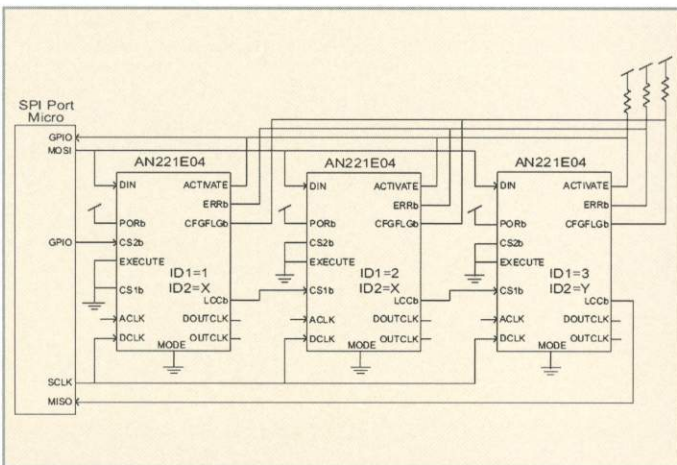 SPI Port
Micro
GPIO
MOSI
GPIO
SCLK
MISO
AN221E04
DIN
ACTIVATE
ERRb
PORb
CFGFLGb
CS2b
EXECUTE
ID1=1
ID2=X
CS1b
LCCb
ACLK
DOUTCLK
DCLK
OUTCLK
MODE
AN221E04
DIN
ACTIVATE
ERRb
PORb
CFGFLGb
CS2b
EXECUTE
ID1=2
ID2=X
CS1b
LCCb
ACLK
DOUTCLK
DCLK
OUTCLK
MODE
AN221E04
DIN
ACTIVATE
ERRb
PORb
CFGFLGb
CS2b
EXECUTE
ID1=3
ID2=Y
CS1b
LCCb
ACLK
DOUTCLK
DCLK
OUTCLK
MODE